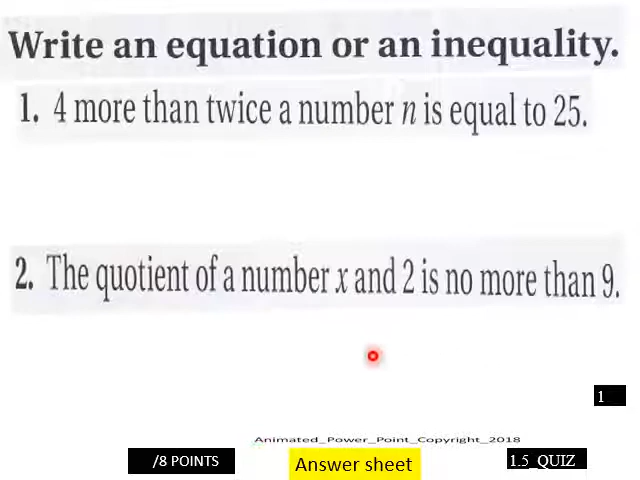 Write an equation or an inequality.
1. 4 more than twice a number n is equal to 25.
2. The quotient of a number x and 2 is no more than 9.
1
Animated_Power_Point_Copyright_2018
/8 POINTS
Answer sheet
1.5_QUIZ